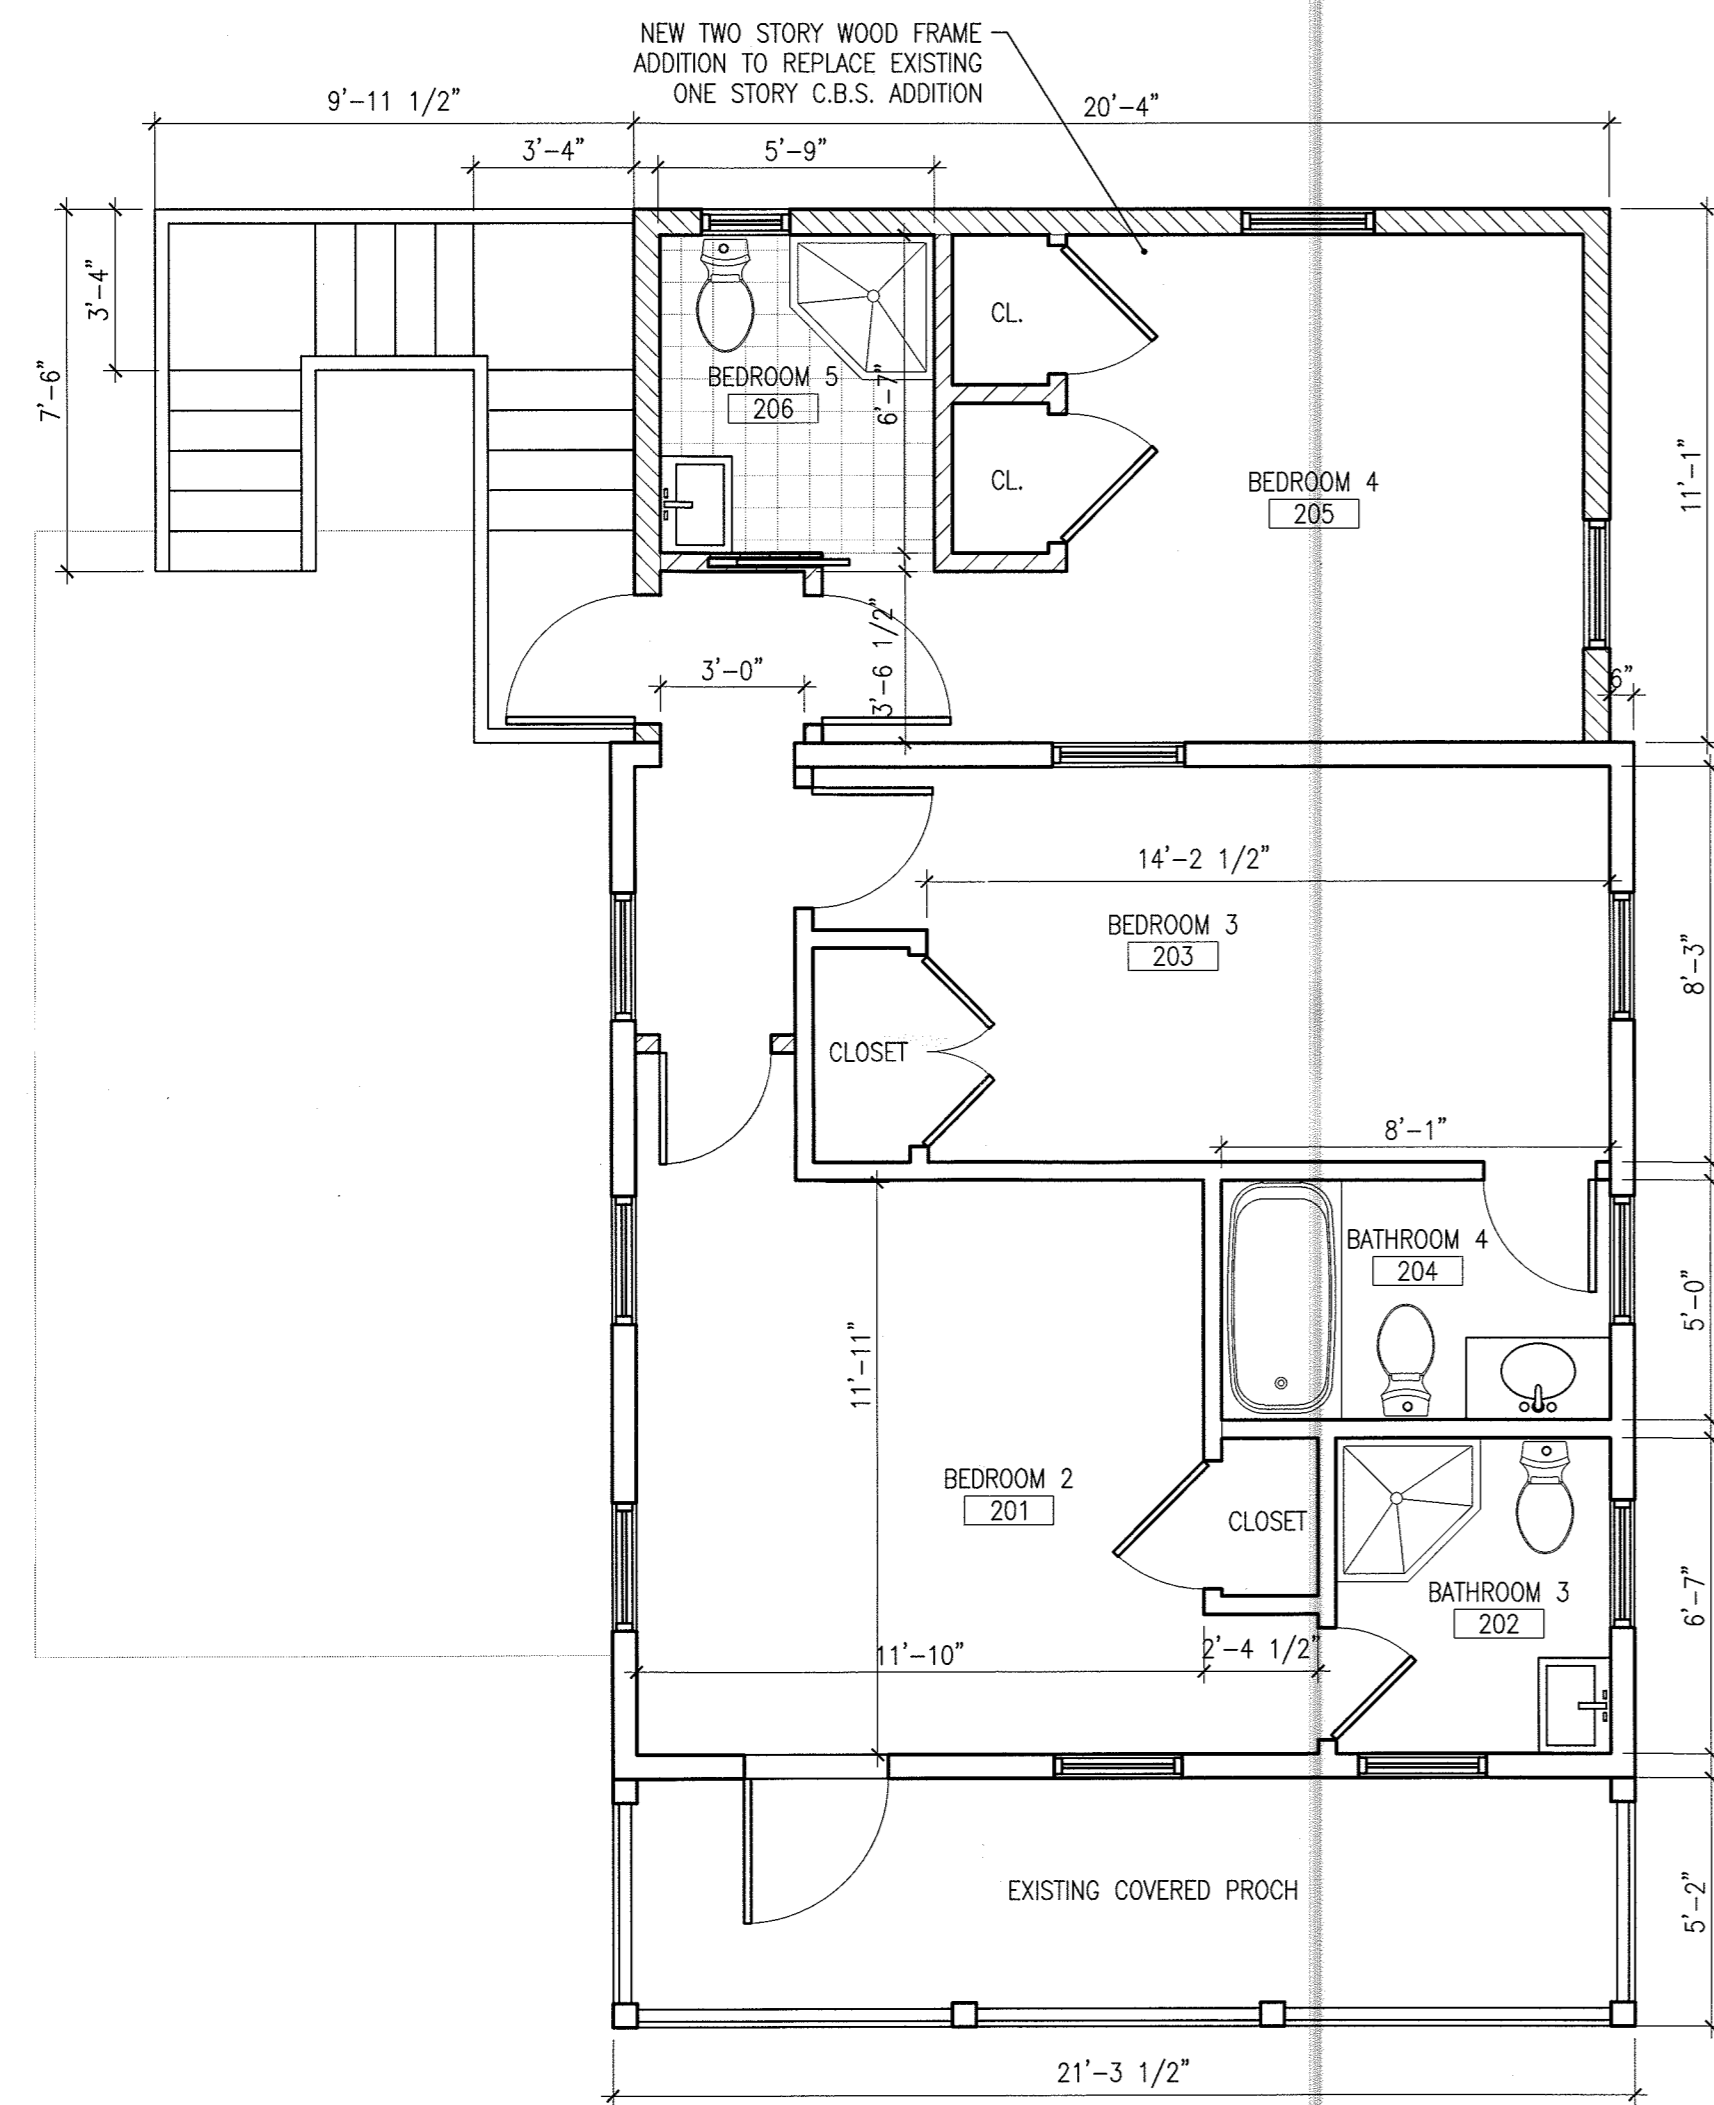 NEW TWO STORY WOOD FRAME
ADDITION TO REPLACE EXISTING
ONE STORY C.B.S. ADDITION
9'-11 1/2"
20'-4"
3'-4"
5'-9"
3'-4"
7'-6"
CL.
BEDROOM 5
206
6'-7"
CL.
BEDROOM 4
205
11'-1"
3'-6 1/2"
3'-0"
6"
14'-2 1/2"
BEDROOM 3
203
8'-3"
CLOSET
8'-1"
BATHROOM 4
204
5'-0"
11'-11"
BEDROOM 2
201
CLOSET
BATHROOM 3
202
6'-7"
11'-10"
2'-4 1/2"
EXISTING COVERED PROCH
5'-2"
21'-3 1/2"